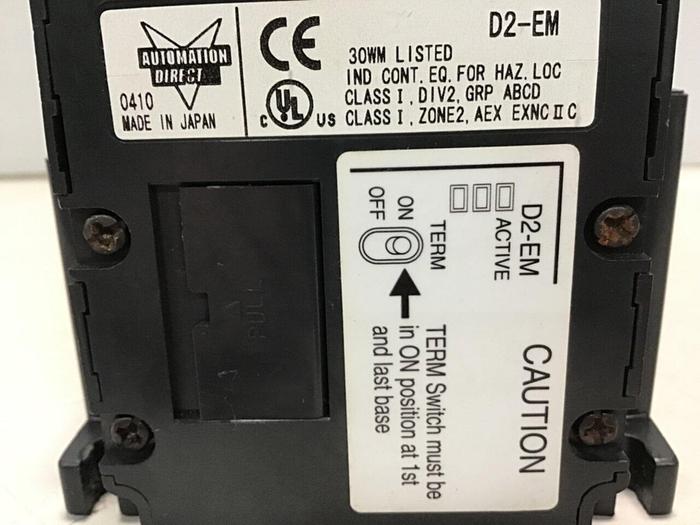 AUTOMATION
DIRECT
0410
MADE IN JAPAN
CE
C UL US
D2-EM
30WM LISTED
IND CONT. EQ. FOR HAZ. LOC
CLASS I, DIV2, GRP ABCD
CLASS I, ZONE2, AEX EXNC II C
CAUTION
D2-EM
ACTIVE
TERM
ON
OFF
TERM Switch must be
in ON position at 1st
and last base
PULL